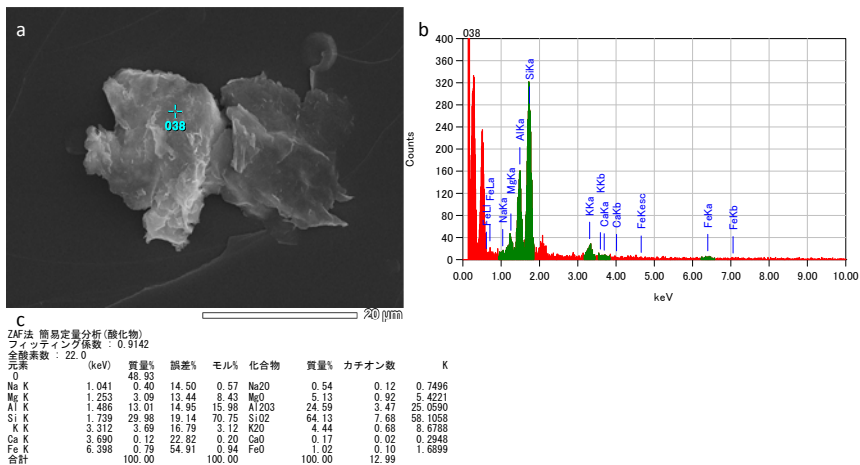 a
038
20 μm
b
038
400
360
320
280
240
200
160
120
80
40
0
Counts
FeLl
FeLa
NaKa
MgKa
AlKa
SiKa
KKa
KKb
CaKa
CaKb
FeKesc
FeKa
FeKb
0.00 1.00 2.00 3.00 4.00 5.00 6.00 7.00 8.00 9.00 10.00
keV
c
ZAF法 簡易定量分析(酸化物)
フィッティング係数 : 0.9142
全酸素数 : 22.0
元素 (keV) 質量% 誤差% モル% 化合物 質量% カチオン数 K
O 48.93
Na K 1.041 0.40 14.50 0.57 Na2O 0.54 0.12 0.7496
Mg K 1.253 3.09 13.44 8.43 MgO 5.13 0.92 5.4221
Al K 1.486 13.01 14.95 15.98 Al2O3 24.59 3.47 25.0590
Si K 1.739 29.98 19.14 70.75 SiO2 64.13 7.68 58.1058
K K 3.312 3.69 16.79 3.12 K2O 4.44 0.68 8.6788
Ca K 3.690 0.12 22.82 0.20 CaO 0.17 0.02 0.2948
Fe K 6.398 0.79 54.91 0.94 FeO 1.02 0.10 1.6899
合計 100.00 100.00 100.00 12.99